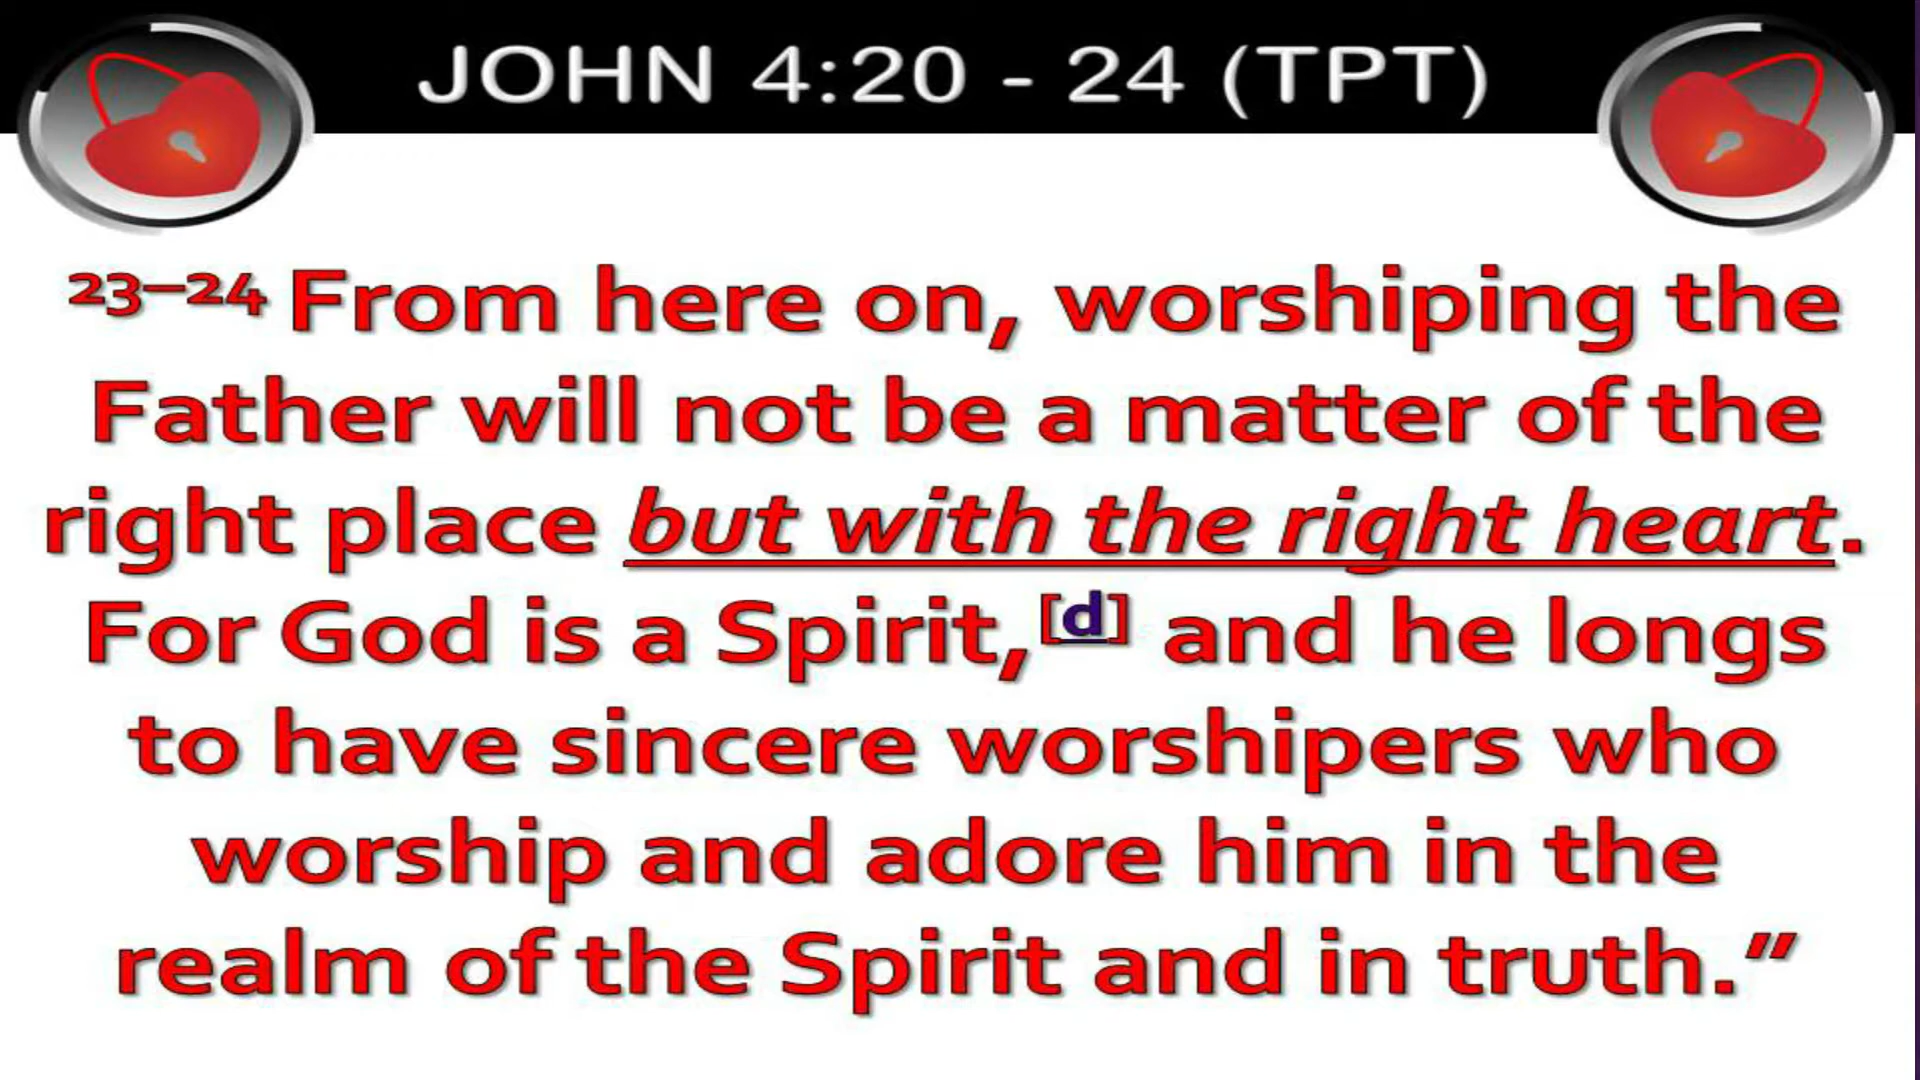 JOHN 4:20 - 24 (TPT)
23–24 From here on, worshiping the
Father will not be a matter of the
right place but with the right heart.
For God is a Spirit,[d] and he longs
to have sincere worshipers who
worship and adore him in the
realm of the Spirit and in truth.”